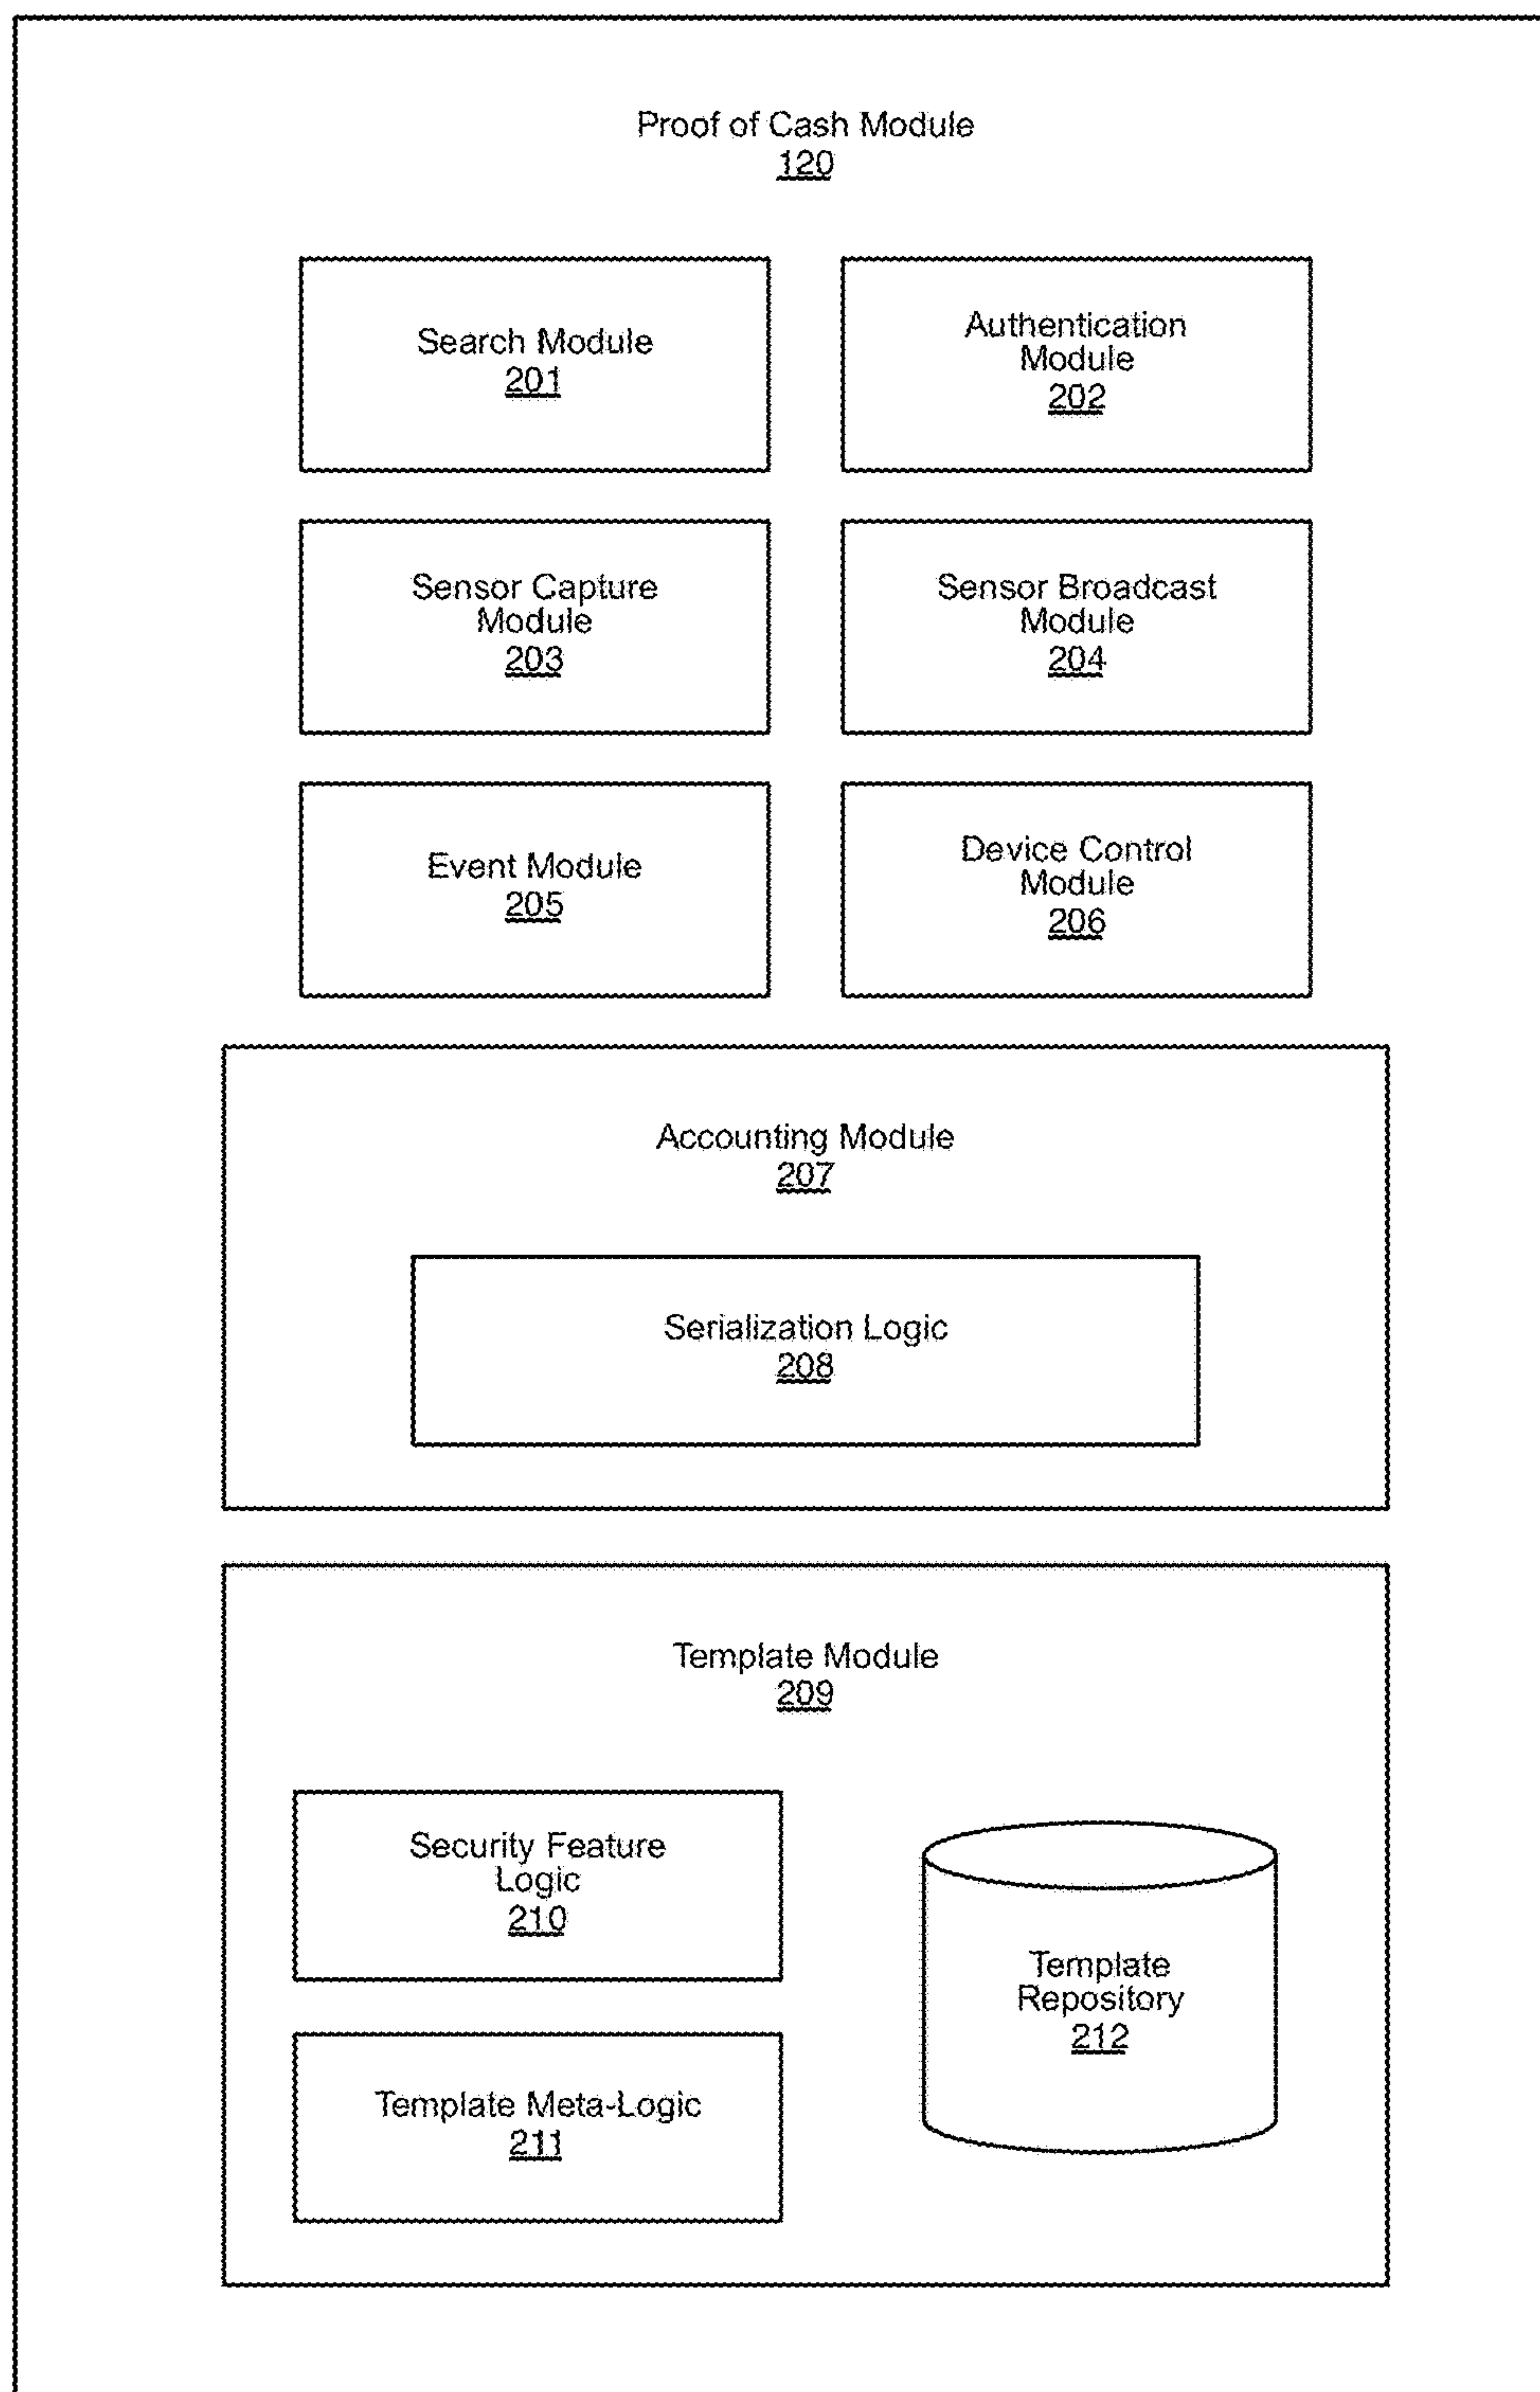 Proof of Cash Module
120
Search Module
201
Authentication
Module
202
Sensor Capture
Module
203
Sensor Broadcast
Module
204
Event Module
205
Device Control
Module
206
Accounting Module
207
Serialization Logic
208
Template Module
209
Security Feature
Logic
210
Template Meta-Logic
211
Template
Repository
212